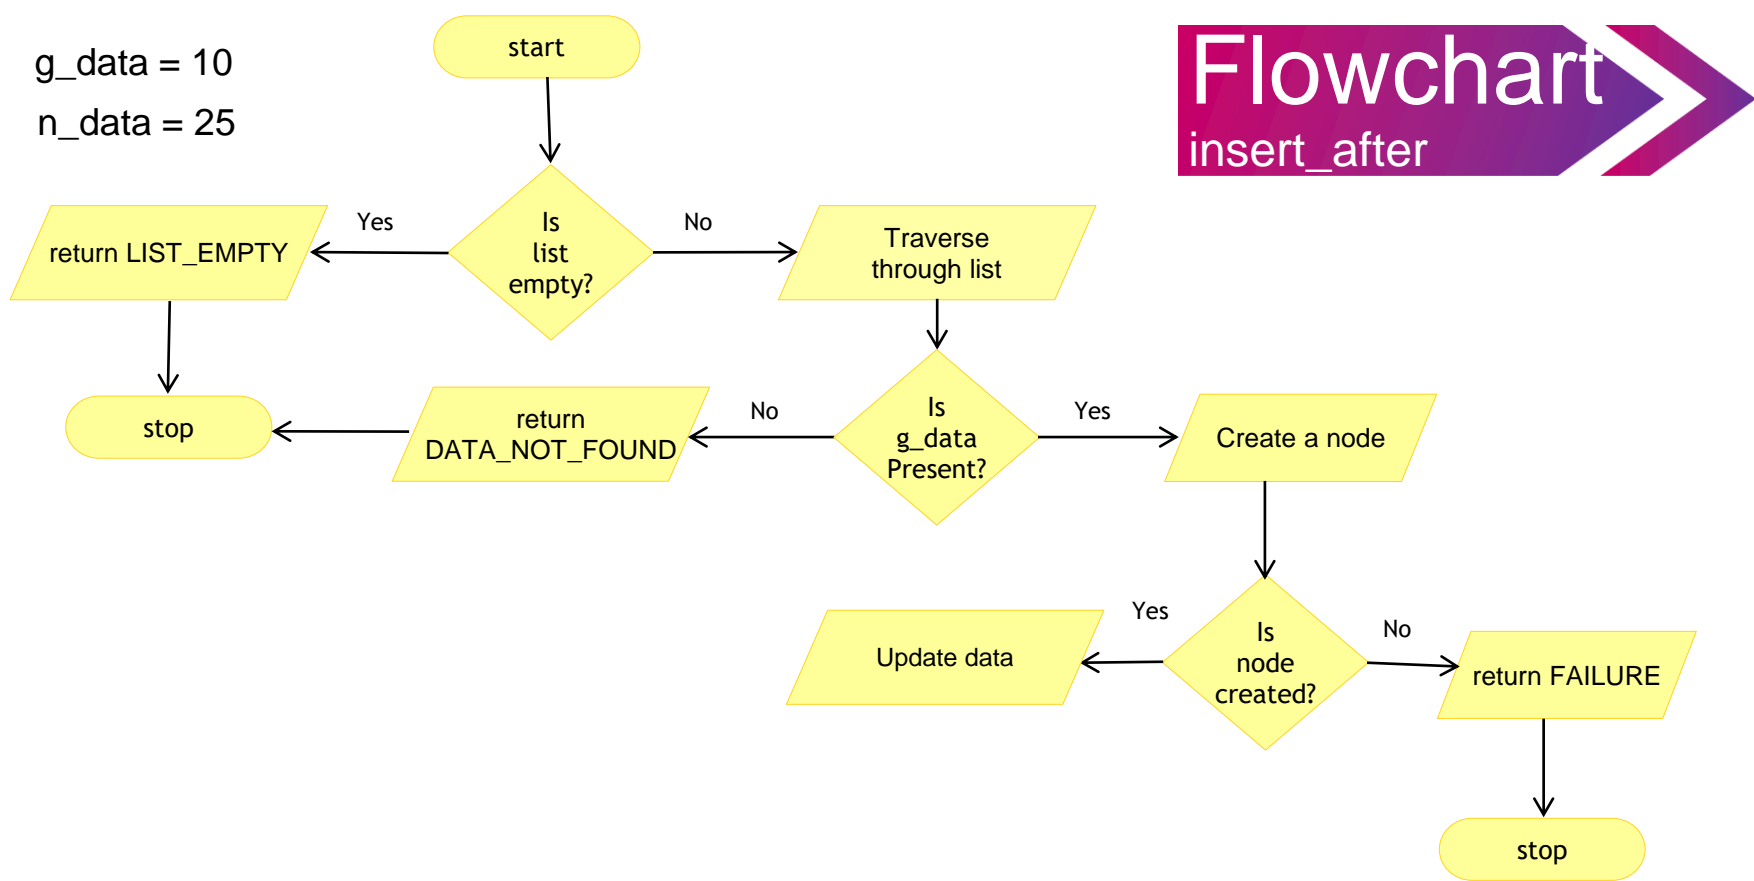 g_data = 10
n_data = 25
Flowchart
insert_after
start
Is
list
empty?
Yes
No
return LIST_EMPTY
Traverse
through list
stop
return
DATA_NOT_FOUND
No
Is
g_data
Present?
Yes
Create a node
Update data
Yes
Is
node
created?
No
return FAILURE
stop